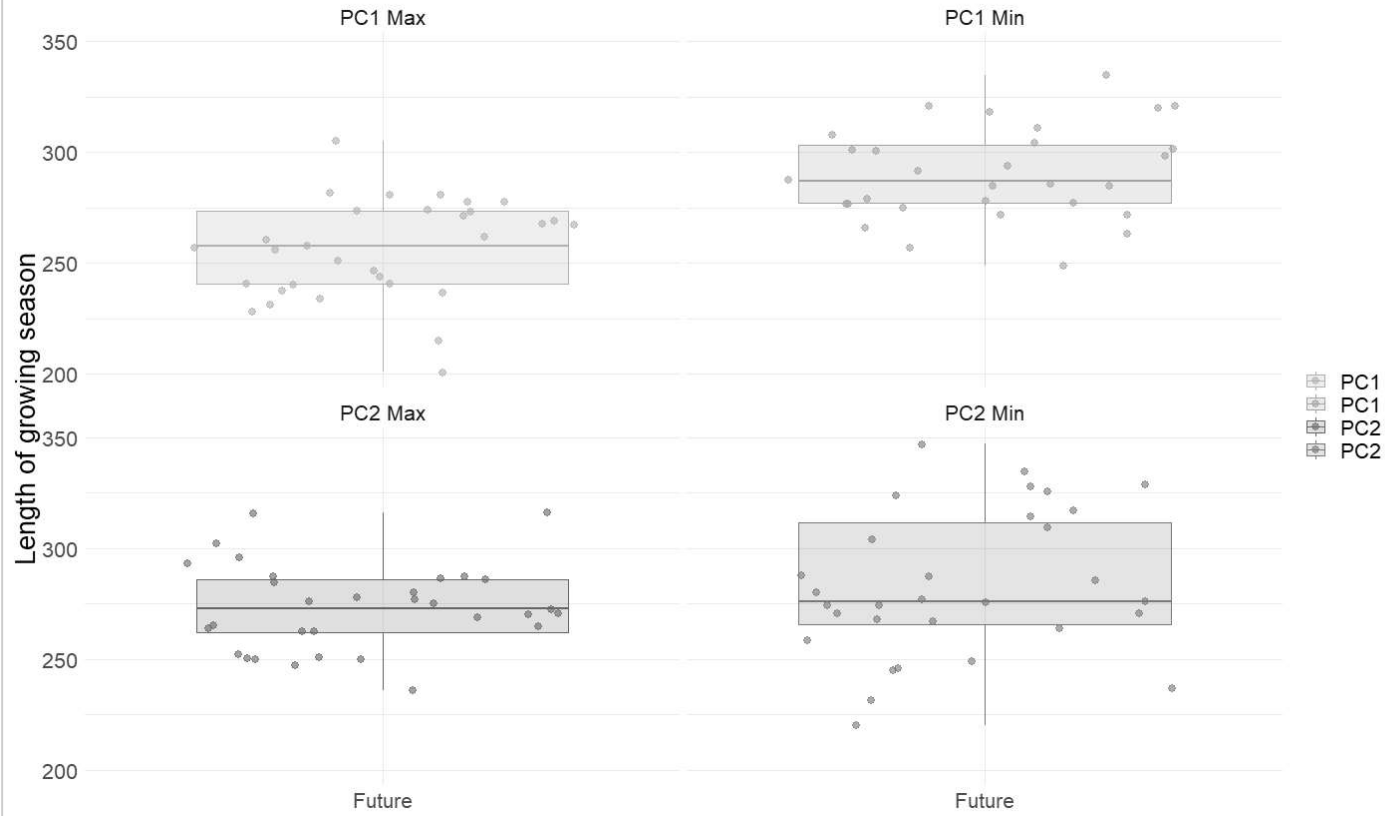 PC1 Max
PC1 Min
350
300
250
200
PC2 Max
PC2 Min
350
300
250
200
Length of growing season
Future
Future
PC1
PC1
PC2
PC2